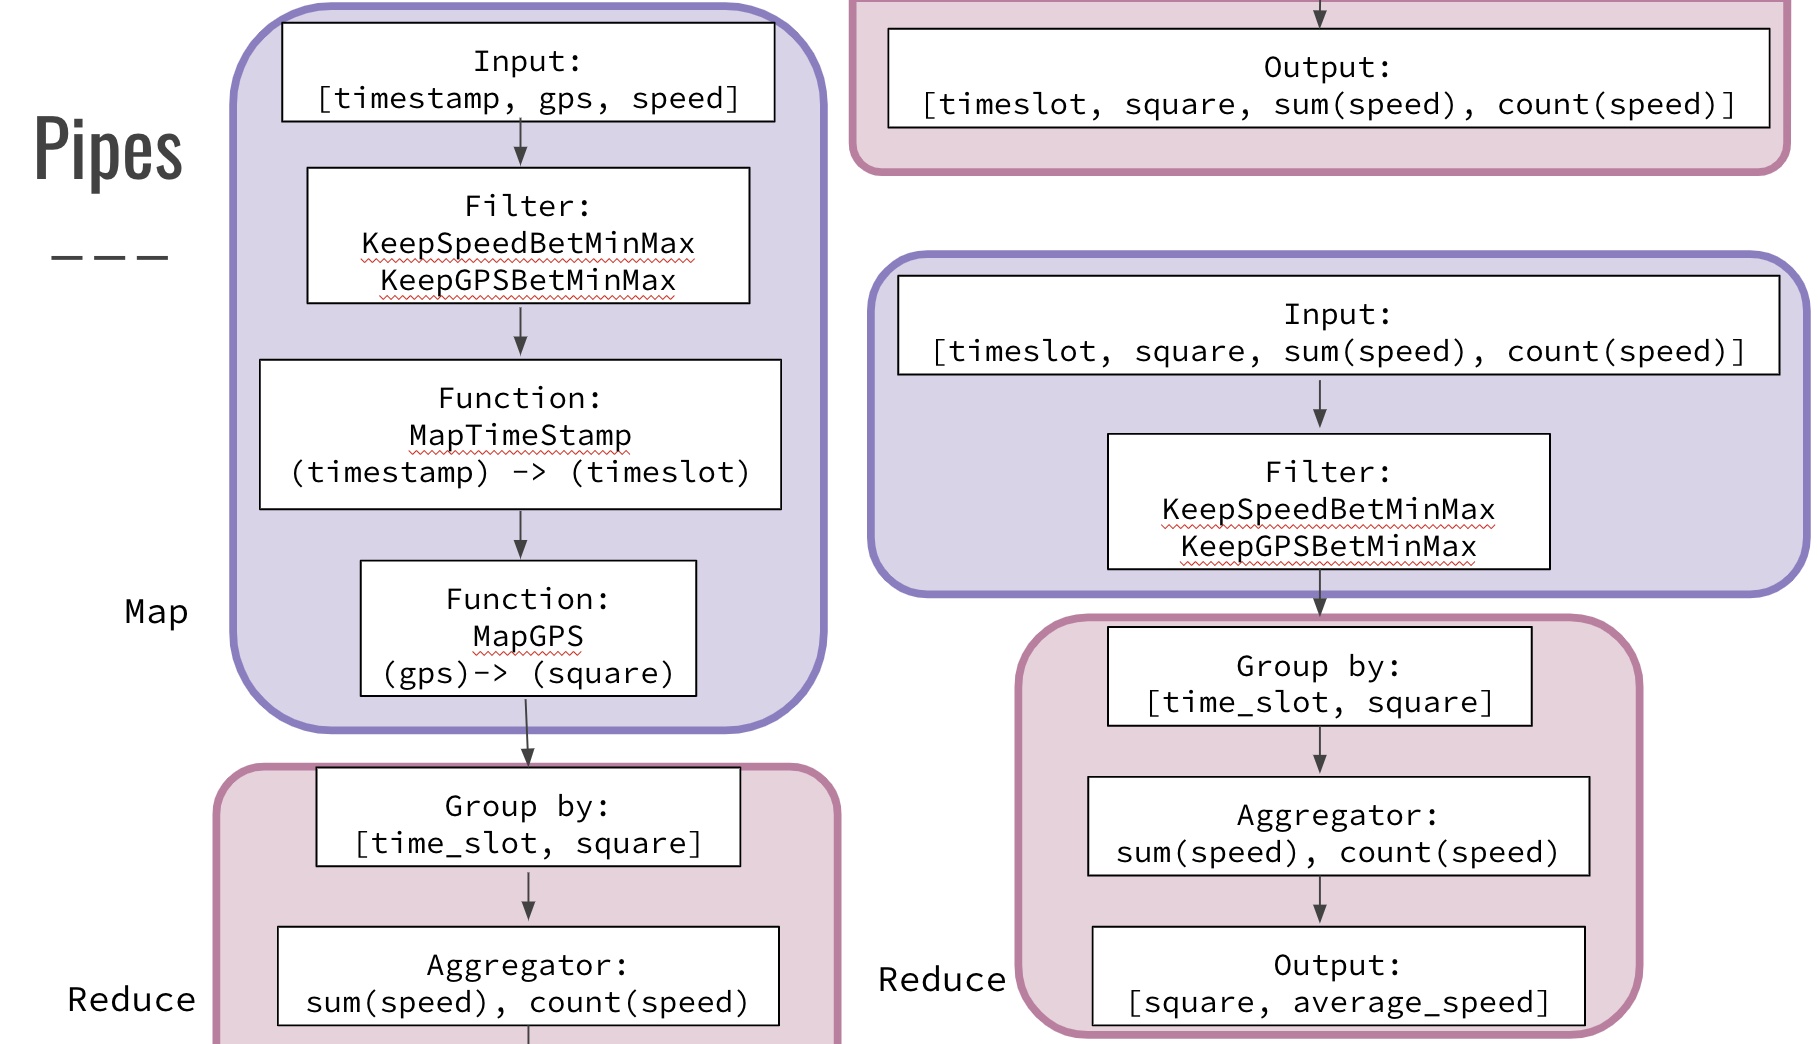 Pipes
___
Input:
[timestamp, gps, speed]
Filter:
KeepSpeedBetMinMax
KeepGPSBetMinMax
Function:
MapTimeStamp
(timestamp) -> (timeslot)
Function:
MapGPS
(gps)-> (square)
Map
Group by:
[time_slot, square]
Aggregator:
sum(speed), count(speed)
Reduce
Output:
[timeslot, square, sum(speed), count(speed)]
Input:
[timeslot, square, sum(speed), count(speed)]
Filter:
KeepSpeedBetMinMax
KeepGPSBetMinMax
Group by:
[time_slot, square]
Aggregator:
sum(speed), count(speed)
Output:
[square, average_speed]
Reduce